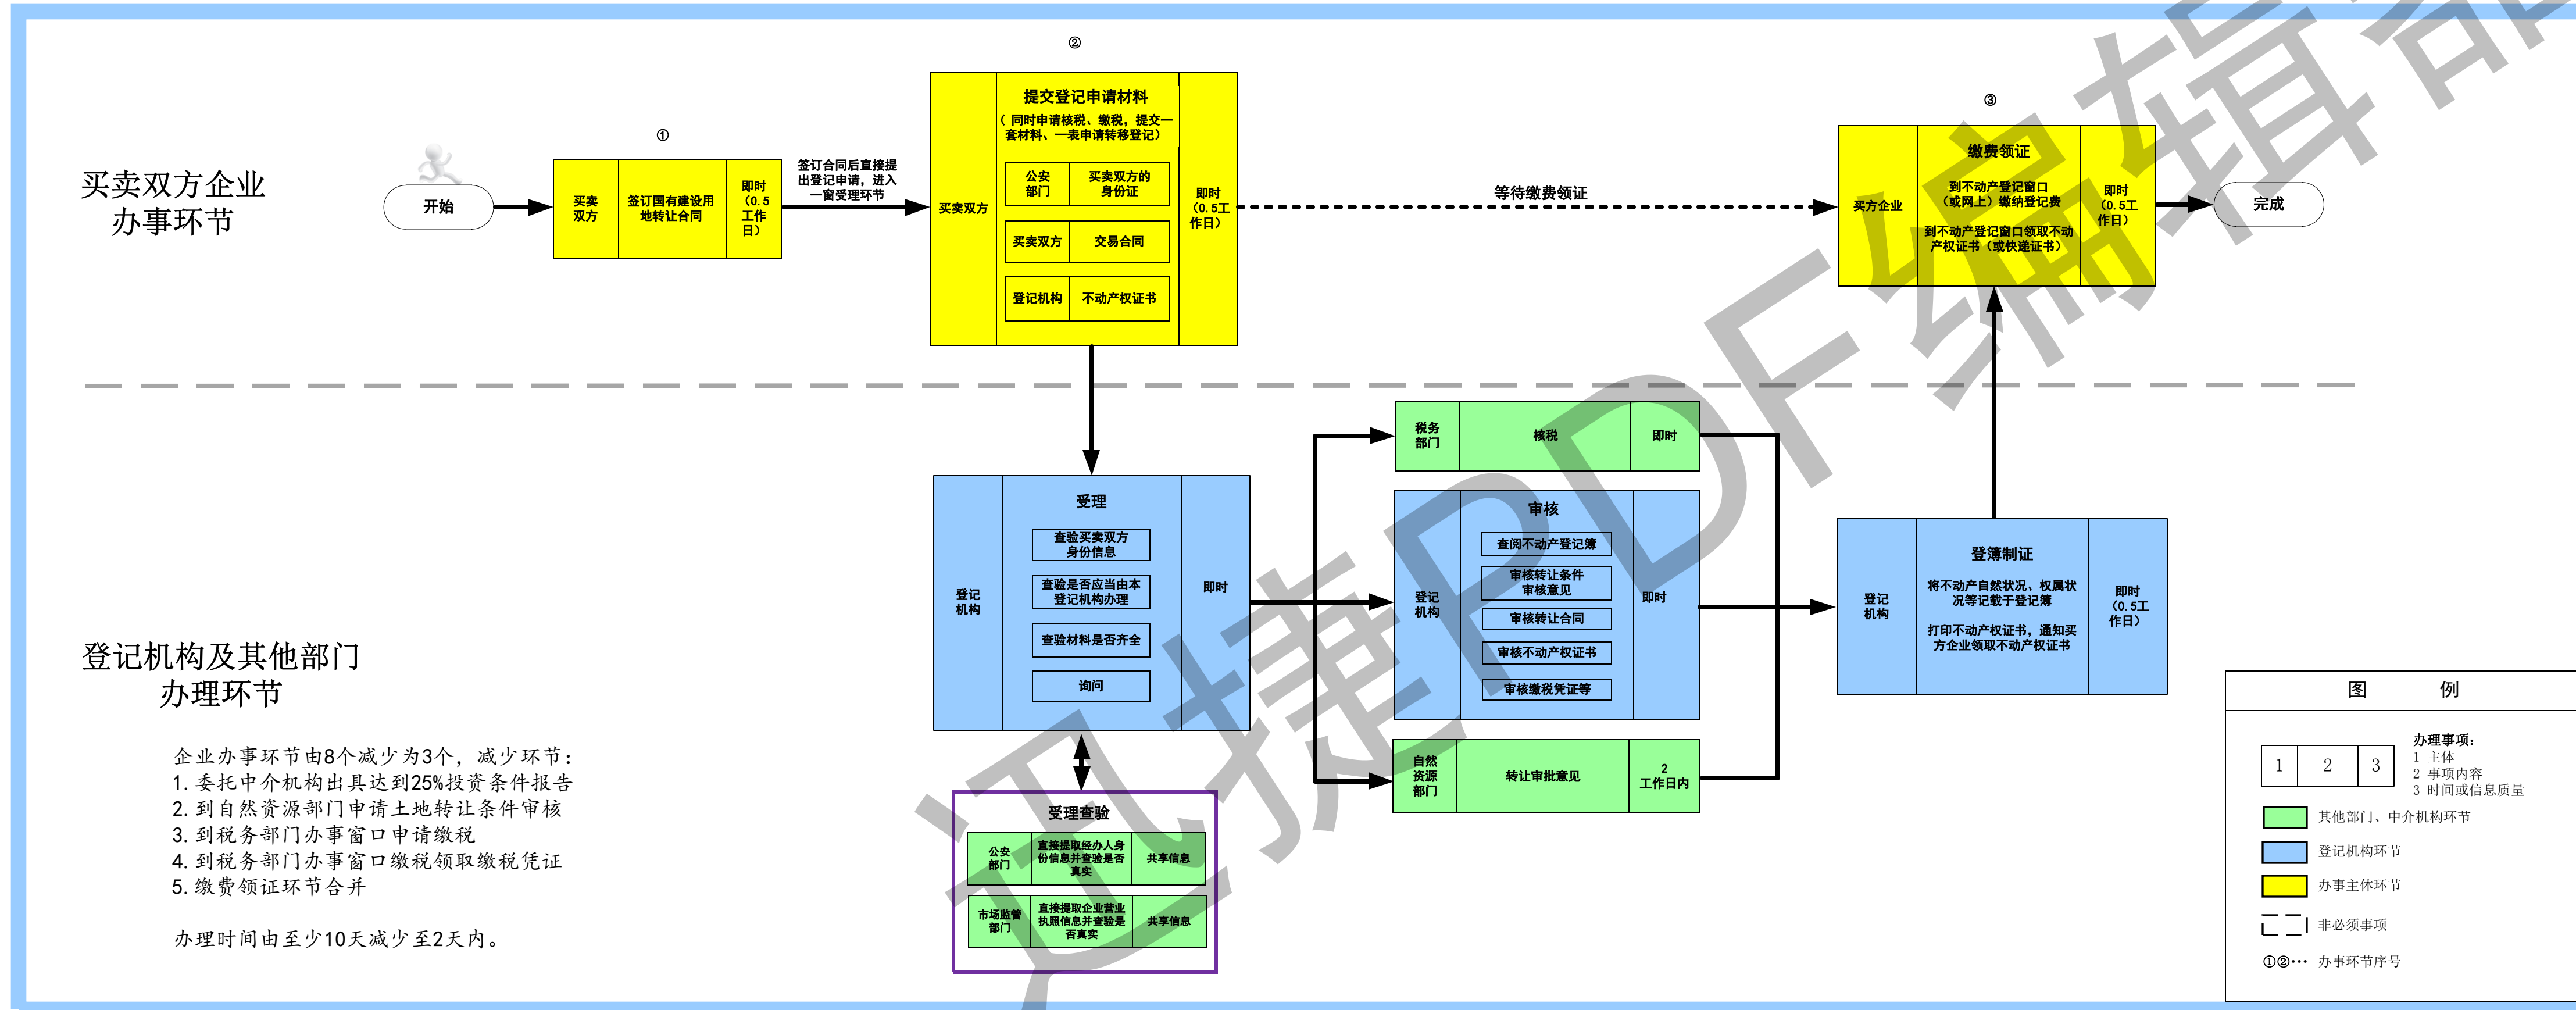 ②
提交登记申请材料
（ 同时申请核税、缴税，提交一
套材料、一表申请转移登记）
公安
部门
买卖双方的
身份证
买卖双方
即时
（0.5工
作日）
买卖双方
交易合同
登记机构
不动产权证书
③
缴费领证
到不动产登记窗口
（或网上）缴纳登记费
到不动产登记窗口领取不动
产权证书（或快递证书）
买方企业
即时
（0.5工
作日）
完成
①
买卖双方企业
办事环节
开始
买卖
双方
签订国有建设用
地转让合同
即时
（0.5
工作
日）
签订合同后直接提
出登记申请，进入
一窗受理环节
等待缴费领证
税务
部门
核税
即时
登记
机构
受理
查验买卖双方
身份信息
查验是否应当由本
登记机构办理
查验材料是否齐全
询问
即时
登记
机构
审核
查阅不动产登记簿
审核转让条件
审核意见
审核转让合同
审核不动产权证书
审核缴税凭证等
即时
登记
机构
登簿制证
将不动产自然状况、权属状
况等记载于登记簿
打印不动产权证书，通知买
方企业领取不动产权证书
即时
（0.5工
作日）
自然
资源
部门
转让审批意见
2
工作日内
登记机构及其他部门
办理环节
企业办事环节由8个减少为3个，减少环节：
1.委托中介机构出具达到25%投资条件报告
2.到自然资源部门申请土地转让条件审核
3.到税务部门办事窗口申请缴税
4.到税务部门办事窗口缴税领取缴税凭证
5.缴费领证环节合并
办理时间由至少10天减少至2天内。
受理查验
公安
部门
直接提取经办人身
份信息并查验是否
真实
共享信息
市场监管
部门
直接提取企业营业
执照信息并查验是
否真实
共享信息
图 例
1 2 3
办理事项：
1 主体
2 事项内容
3 时间或信息质量
其他部门、中介机构环节
登记机构环节
办事主体环节
非必须事项
①②… 办事环节序号
迅捷PDF编辑部